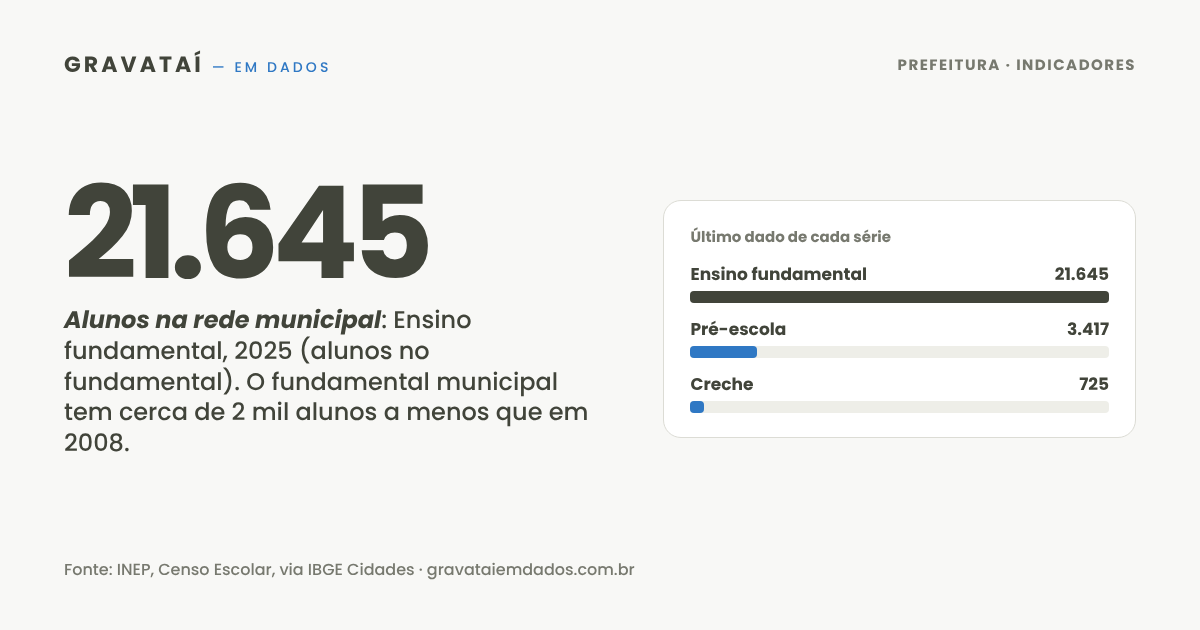 GRAVATAÍ — EM DADOS
PREFEITURA · INDICADORES
21.645
Alunos na rede municipal: Ensino
fundamental, 2025 (alunos no
fundamental). O fundamental municipal
tem cerca de 2 mil alunos a menos que em
2008.
Último dado de cada série
Ensino fundamental 21.645
Pré-escola 3.417
Creche 725
Fonte: INEP, Censo Escolar, via IBGE Cidades · gravataiemdados.com.br